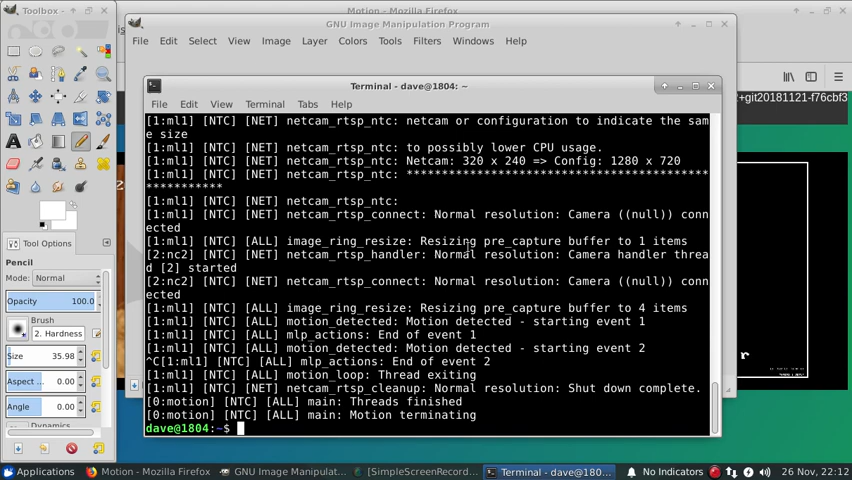 Toolbox
Motion - Mozilla Firefox
GNU Image Manipulation Program
File Edit Select View Image Layer Colors Tools Filters Windows Help
+git20181121-f76cbf3
Terminal - dave@1804: ~
File Edit View Terminal Tabs Help
[1:ml1] [NTC] [NET] netcam_rtsp_ntc: netcam or configuration to indicate the sam
e size
[1:ml1] [NTC] [NET] netcam_rtsp_ntc: to possibly lower CPU usage.
[1:ml1] [NTC] [NET] netcam_rtsp_ntc: Netcam: 320 x 240 => Config: 1280 x 720
[1:ml1] [NTC] [NET] netcam_rtsp_ntc: ***************************************
***********
[1:ml1] [NTC] [NET] netcam_rtsp_ntc:
[1:ml1] [NTC] [NET] netcam_rtsp_connect: Normal resolution: Camera ((null)) conn
ected
[1:ml1] [NTC] [ALL] image_ring_resize: Resizing pre_capture buffer to 1 items
[2:nc2] [NTC] [NET] netcam_rtsp_handler: Normal resolution: Camera handler threa
d [2] started
[2:nc2] [NTC] [NET] netcam_rtsp_connect: Normal resolution: Camera ((null)) conn
ected
[1:ml1] [NTC] [ALL] image_ring_resize: Resizing pre_capture buffer to 4 items
[1:ml1] [NTC] [ALL] motion_detected: Motion detected - starting event 1
[1:ml1] [NTC] [ALL] mlp_actions: End of event 1
[1:ml1] [NTC] [ALL] motion_detected: Motion detected - starting event 2
^C[1:ml1] [NTC] [ALL] mlp_actions: End of event 2
[1:ml1] [NTC] [ALL] motion_loop: Thread exiting
[1:ml1] [NTC] [NET] netcam_rtsp_cleanup: Normal resolution: Shut down complete.
[0:motion] [NTC] [ALL] main: Threads finished
[0:motion] [NTC] [ALL] main: Motion terminating
dave@1804:~$
Tool Options
Pencil
Mode: Normal
Opacity 100.0
Brush
2. Hardness
Size 35.98
Aspect ... 0.00
Angle 0.00
Dynamics
r
Applications
Motion - Mozilla Firefox
GNU Image Manipulat...
[SimpleScreenRecord...
Terminal - dave@180...
No Indicators
26 Nov, 22:12